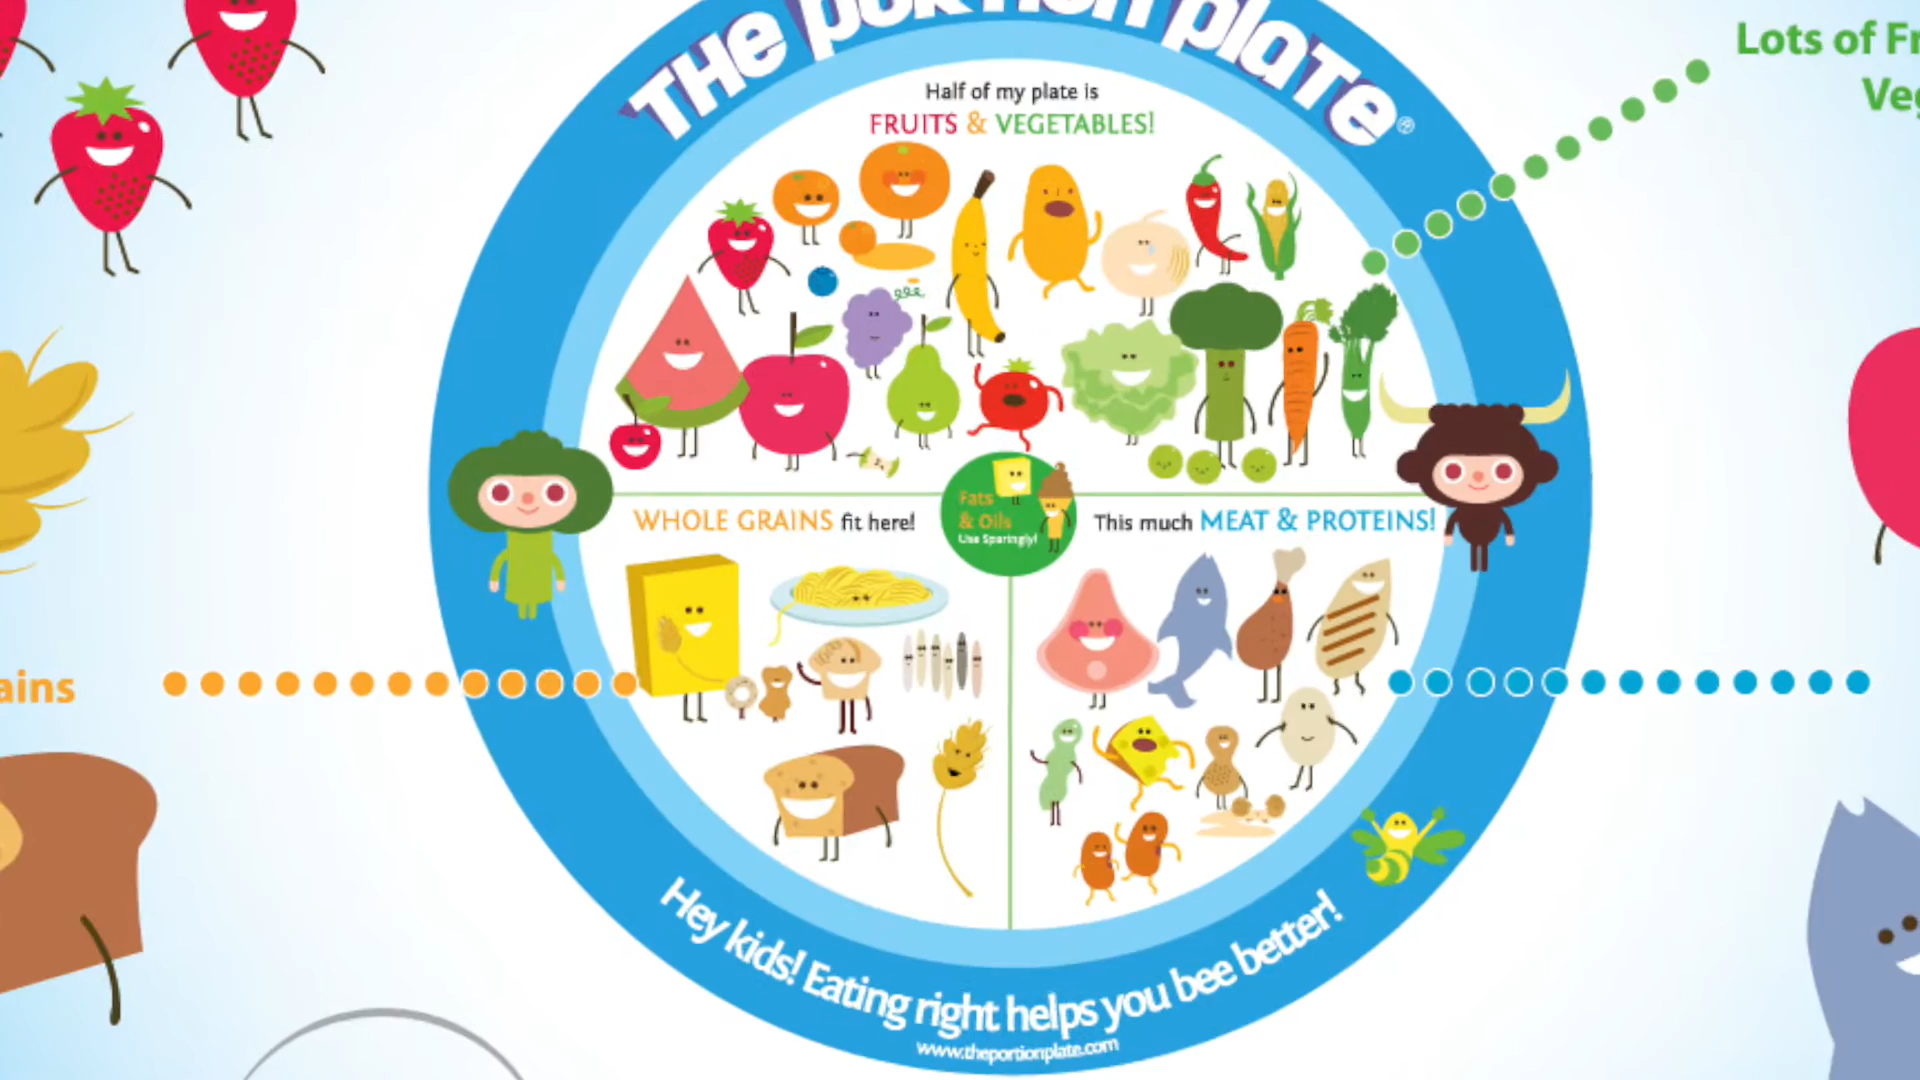 THE PORTION PLATE®
Lots of Fr
Veg
Half of my plate is
FRUITS & VEGETABLES!
WHOLE GRAINS fit here!
Fats
& Oils
Use Sparingly!
This much MEAT & PROTEINS!
ains
Hey kids! Eating right helps you bee better!
www.theportionplate.com